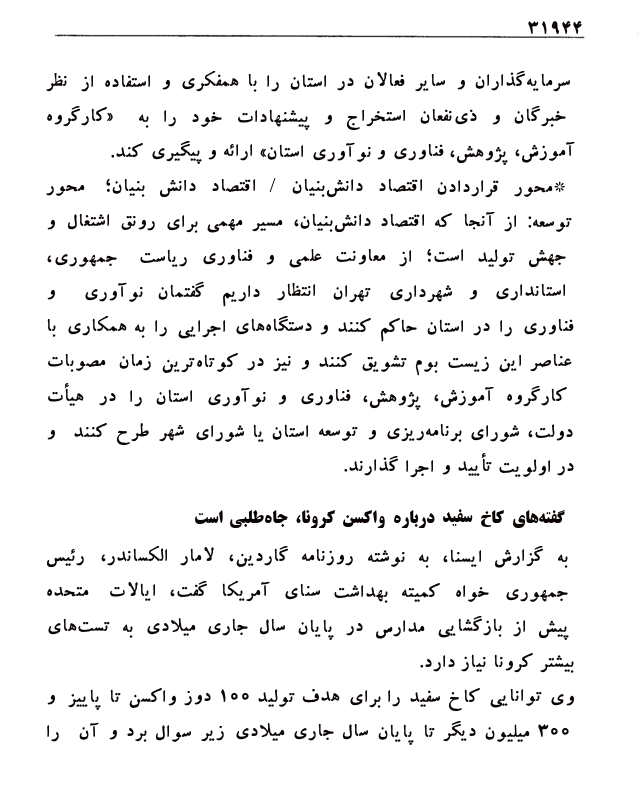 ۳۱۹۴۴
سرمایه‌گذاران و سایر فعالان در استان را با همفکری و استفاده از نظر
خبرگان و ذی‌نفعان استخراج و پیشنهادات خود را به «کارگروه
آموزش، پژوهش، فناوری و نوآوری استان» ارائه و پیگیری کند.
*محور قراردادن اقتصاد دانش‌بنیان / اقتصاد دانش بنیان؛ محور
توسعه: از آنجا که اقتصاد دانش‌بنیان، مسیر مهمی برای رونق اشتغال و
جهش تولید است؛ از معاونت علمی و فناوری ریاست جمهوری،
استانداری و شهرداری تهران انتظار داریم گفتمان نوآوری و
فناوری را در استان حاکم کنند و دستگاه‌های اجرایی را به همکاری با
عناصر این زیست بوم تشویق کنند و نیز در کوتاه‌ترین زمان مصوبات
کارگروه آموزش، پژوهش، فناوری و نوآوری استان را در هیأت
دولت، شورای برنامه‌ریزی و توسعه استان یا شورای شهر طرح کنند و
در اولویت تأیید و اجرا گذارند.
گفته‌های کاخ سفید درباره واکسن کرونا، جاه‌طلبی است
به گزارش ایسنا، به نوشته روزنامه گاردین، لامار الکساندر، رئیس
جمهوری خواه کمیته بهداشت سنای آمریکا گفت، ایالات متحده
پیش از بازگشایی مدارس در پایان سال جاری میلادی به تست‌های
بیشتر کرونا نیاز دارد.
وی توانایی کاخ سفید را برای هدف تولید ۱۰۰ دوز واکسن تا پاییز و
۳۰۰ میلیون دیگر تا پایان سال جاری میلادی زیر سوال برد و آن را